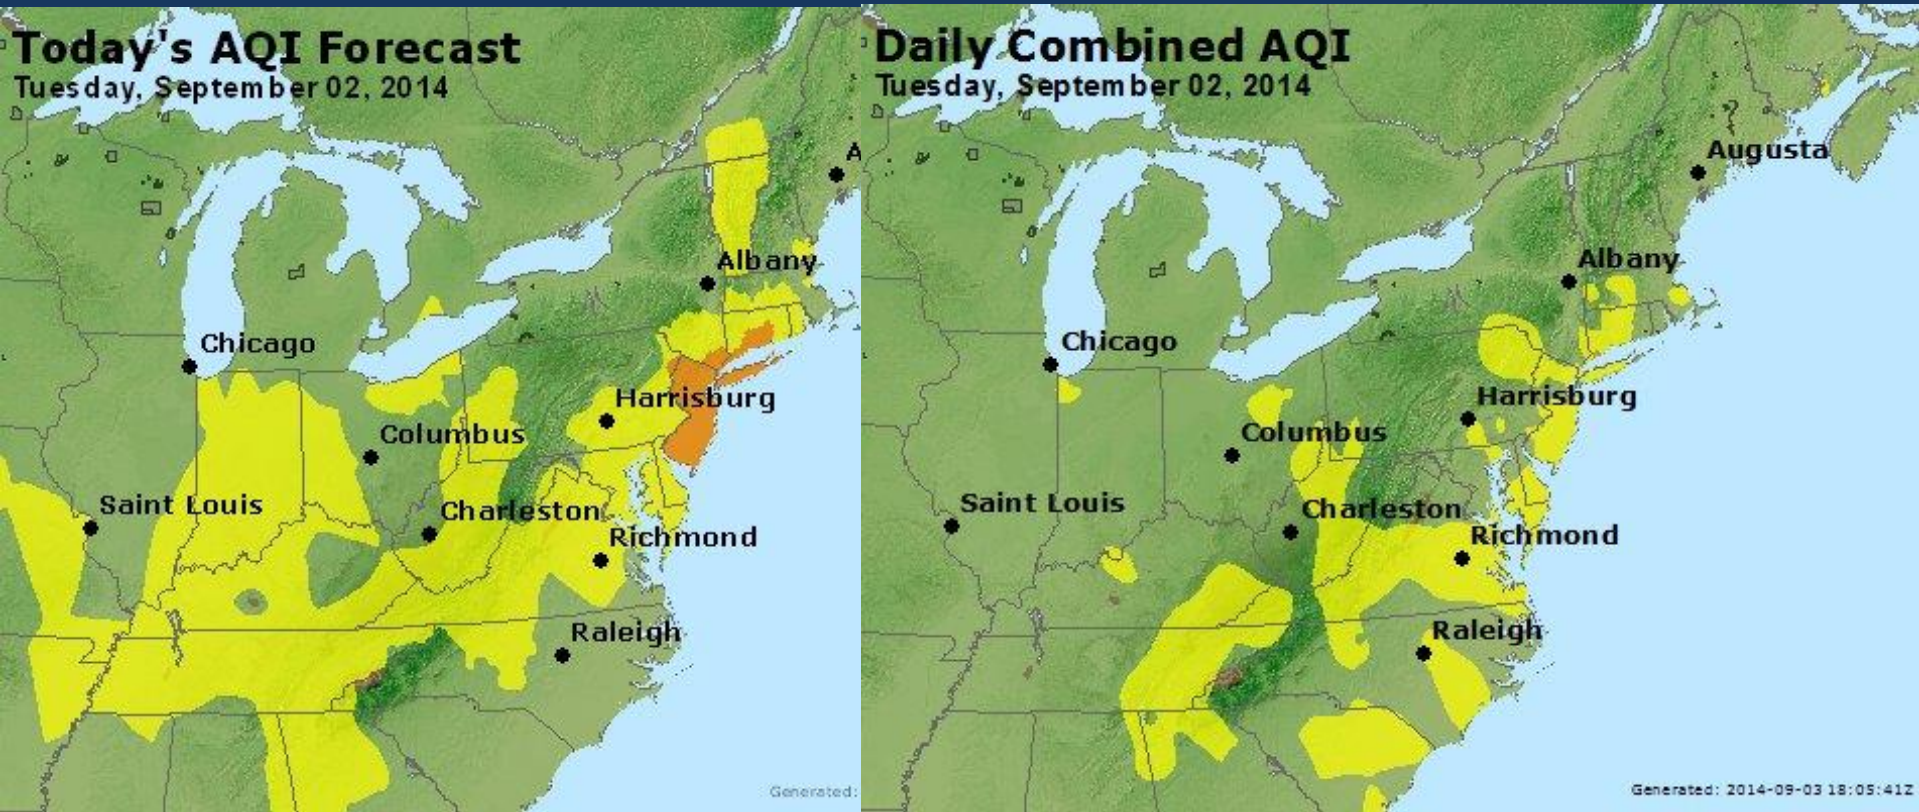 Today's AQI Forecast
Tuesday, September 02, 2014
A
Albany
Chicago
Harrisburg
Columbus
Saint Louis
Charleston
Richmond
Raleigh
Generated:
Daily Combined AQI
Tuesday, September 02, 2014
Augusta
Albany
Chicago
Harrisburg
Columbus
Saint Louis
Charleston
Richmond
Raleigh
Generated: 2014-09-03 18:05:41Z